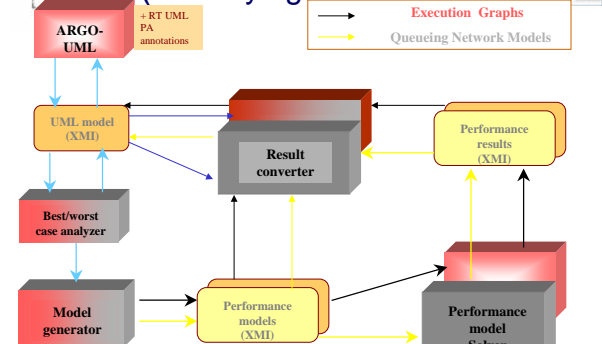 ARGO-
UML
+ RT UML
PA
annotations
Execution Graphs
Queueing Network Models
UML model
(XMI)
Result
converter
Performance
results
(XMI)
Best/worst
case analyzer
Model
generator
Performance
models
(XMI)
Performance
model